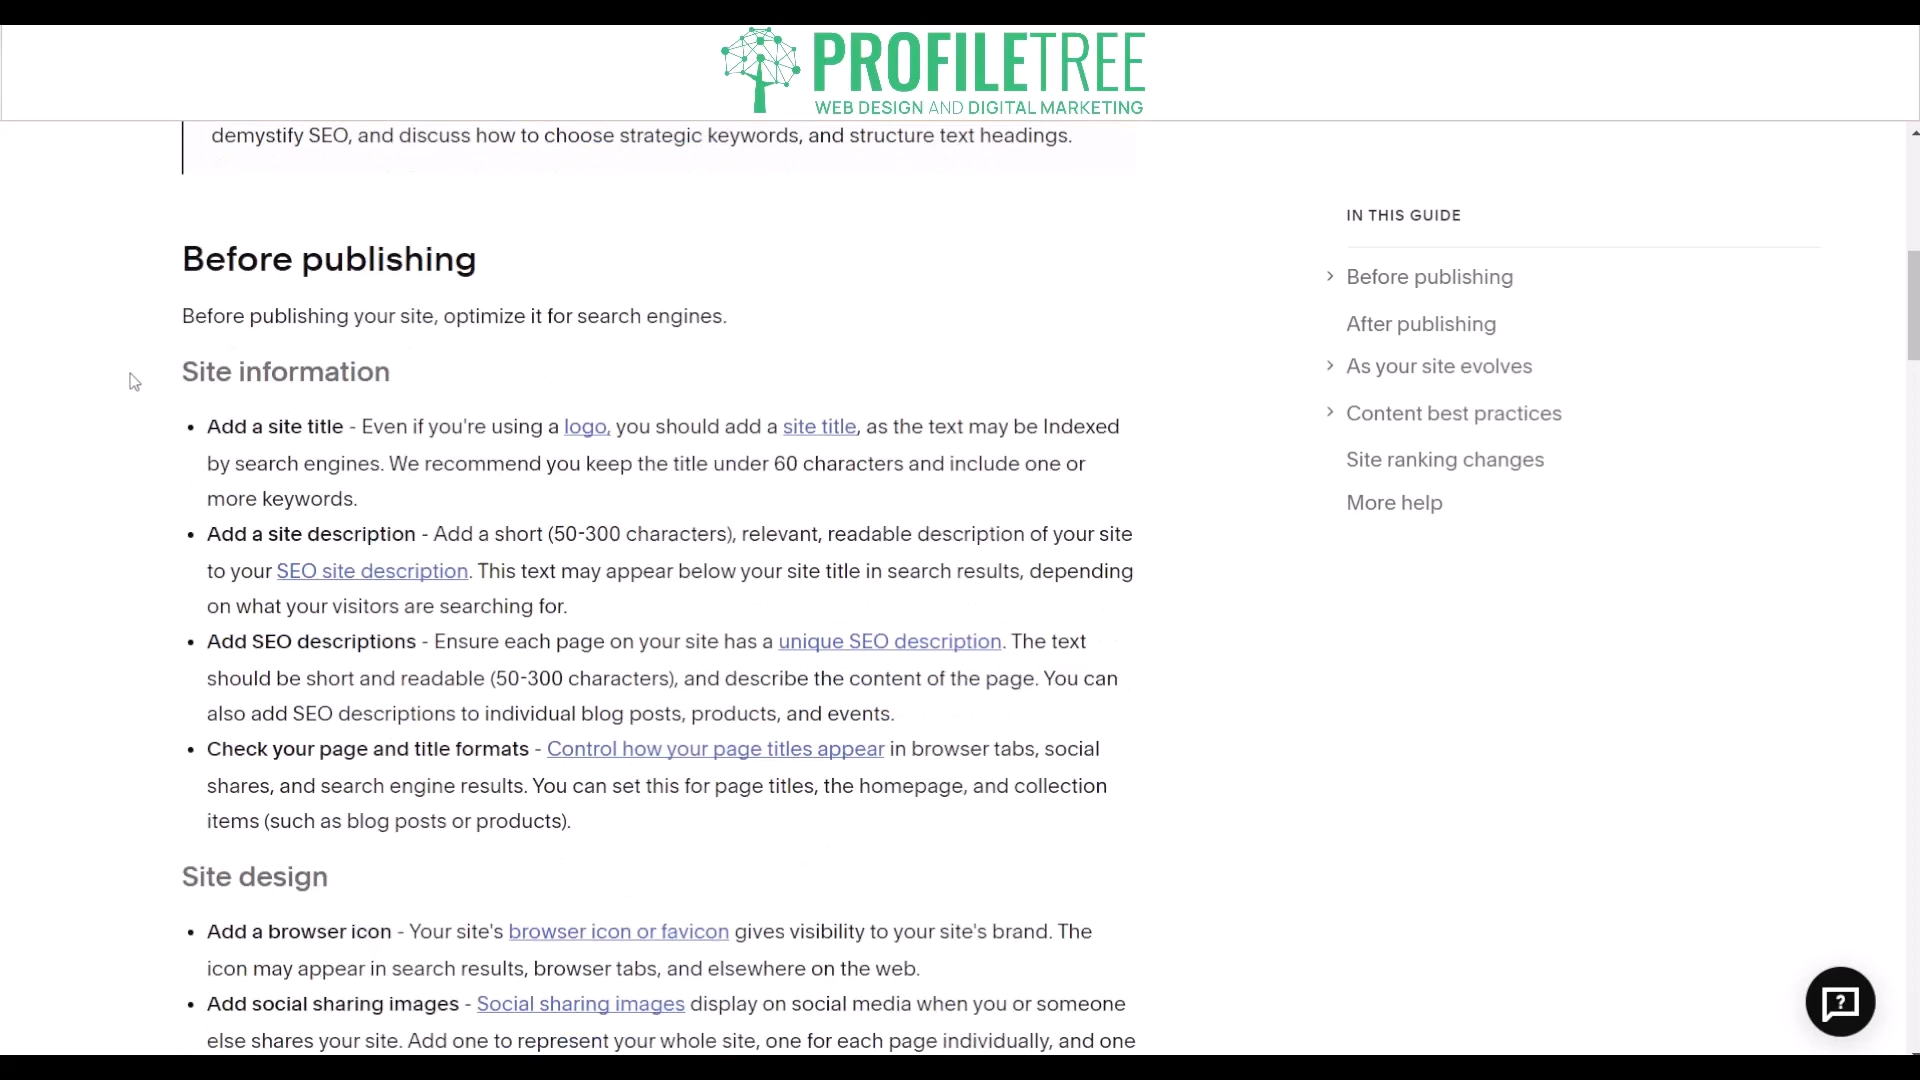 PROFILETREE
WEB DESIGN AND DIGITAL MARKETING
demystify SEO, and discuss how to choose strategic keywords, and structure text headings.
Before publishing
Before publishing your site, optimize it for search engines.
Site information
• Add a site title - Even if you're using a logo, you should add a site title, as the text may be Indexed
by search engines. We recommend you keep the title under 60 characters and include one or
more keywords.
• Add a site description - Add a short (50-300 characters), relevant, readable description of your site
to your SEO site description. This text may appear below your site title in search results, depending
on what your visitors are searching for.
• Add SEO descriptions - Ensure each page on your site has a unique SEO description. The text
should be short and readable (50-300 characters), and describe the content of the page. You can
also add SEO descriptions to individual blog posts, products, and events.
• Check your page and title formats - Control how your page titles appear in browser tabs, social
shares, and search engine results. You can set this for page titles, the homepage, and collection
items (such as blog posts or products).
Site design
• Add a browser icon - Your site's browser icon or favicon gives visibility to your site's brand. The
icon may appear in search results, browser tabs, and elsewhere on the web.
• Add social sharing images - Social sharing images display on social media when you or someone
else shares your site. Add one to represent your whole site, one for each page individually, and one
IN THIS GUIDE
Before publishing
After publishing
As your site evolves
Content best practices
Site ranking changes
More help
?